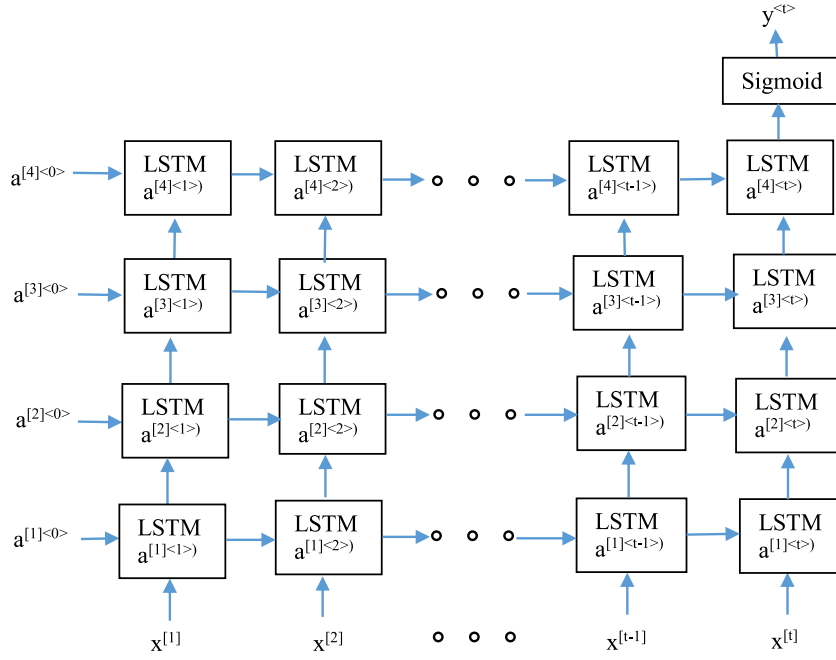 y<t>
Sigmoid
a[4]<0>
LSTM
a[4]<1>)
LSTM
a[4]<2>)
LSTM
a[4]<t-1>)
LSTM
a[4]<t>)
a[3]<0>
LSTM
a[3]<1>)
LSTM
a[3]<2>)
LSTM
a[3]<t-1>)
LSTM
a[3]<t>)
a[2]<0>
LSTM
a[2]<1>)
LSTM
a[2]<2>)
LSTM
a[2]<t-1>)
LSTM
a[2]<t>)
a[1]<0>
LSTM
a[1]<1>)
LSTM
a[1]<2>)
LSTM
a[1]<t-1>)
LSTM
a[1]<t>)
x[1]
x[2]
x[t-1]
x[t]